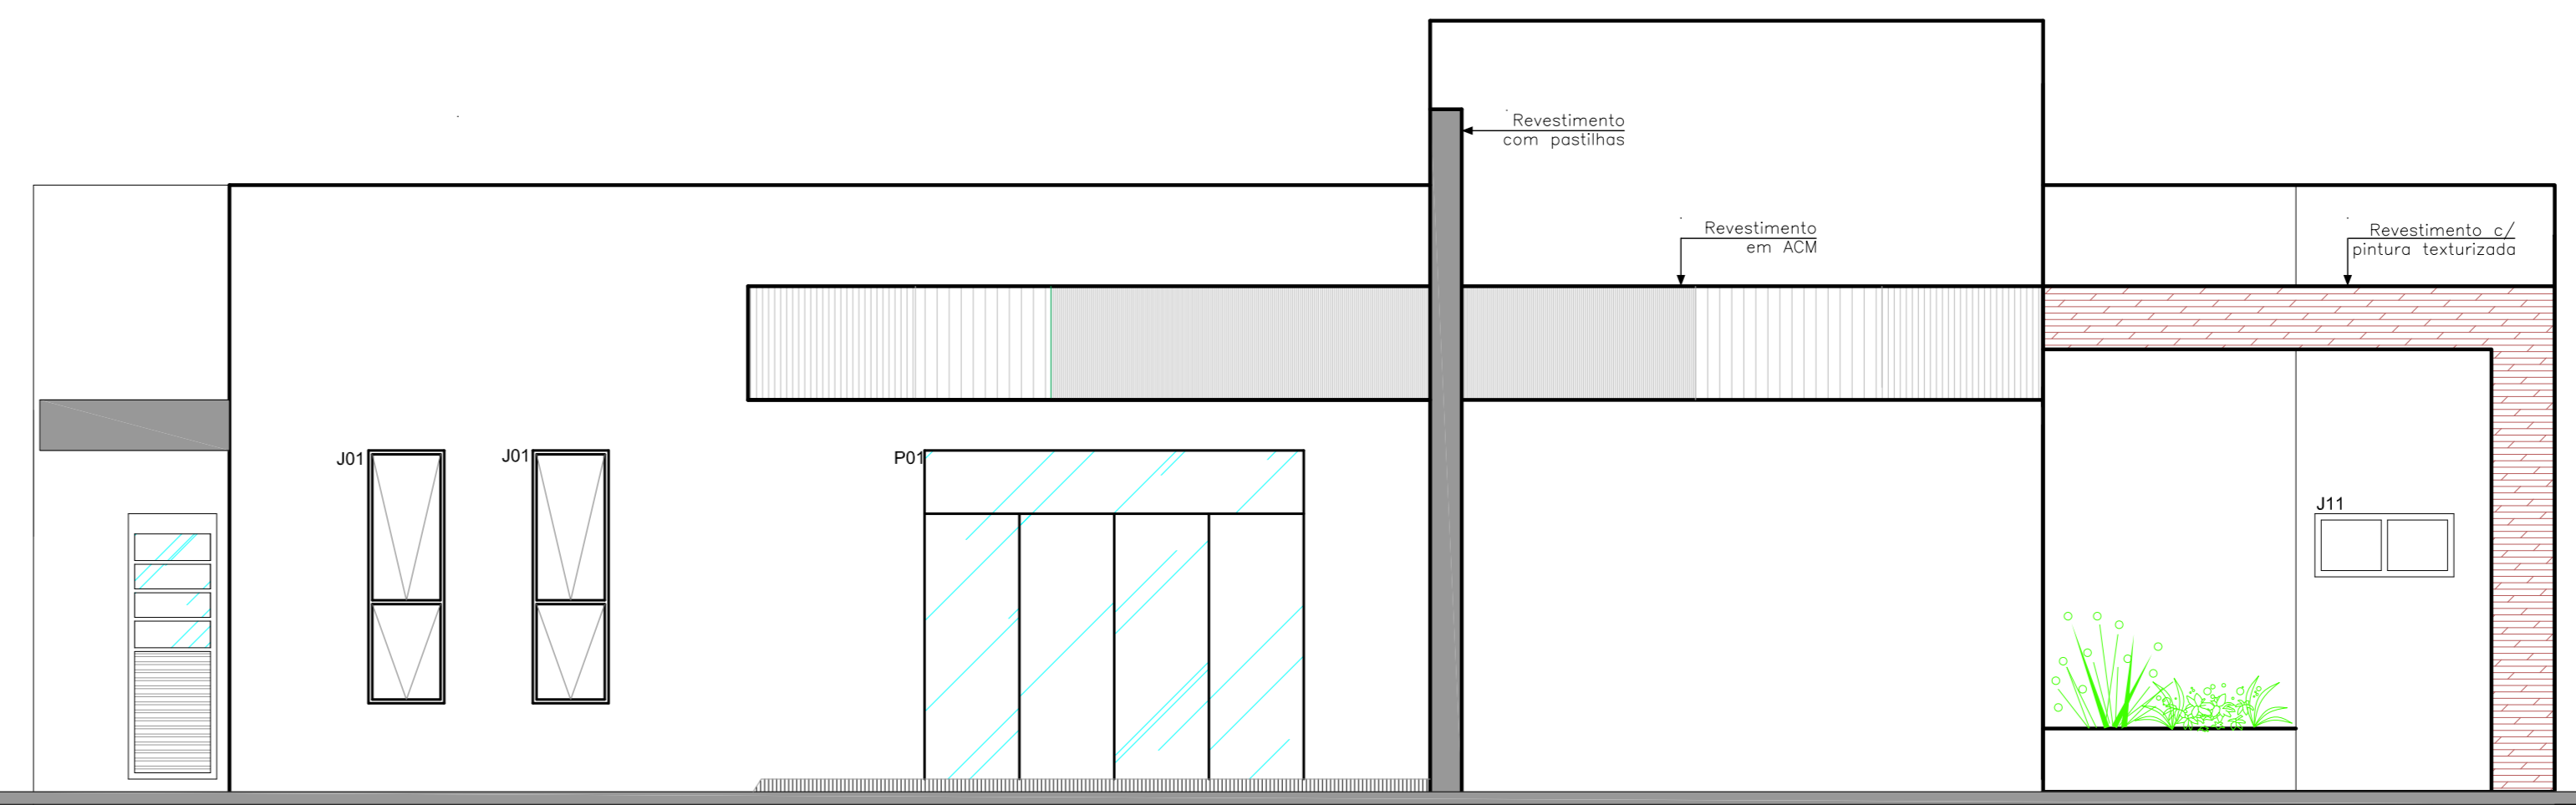 Revestimento
com pastilhas
Revestimento
em ACM
Revestimento c/
pintura texturizada
J01
J01
P01
J11